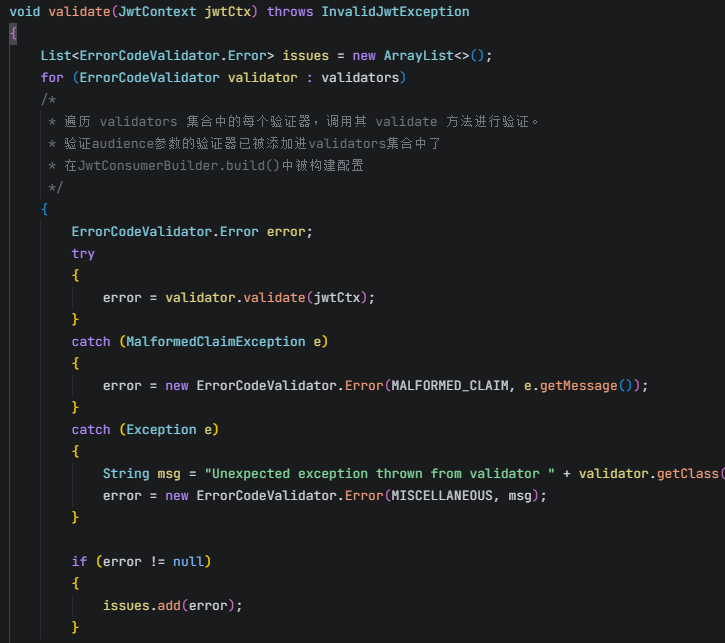 void validate(JwtContext jwtCtx) throws InvalidJwtException
{
List<ErrorCodeValidator.Error> issues = new ArrayList<>();
for (ErrorCodeValidator validator : validators)
/*
* 遍历 validators 集合中的每个验证器，调用其 validate 方法进行验证。
* 验证audience参数的验证器已被添加进validators集合中了
* 在JwtConsumerBuilder.build()中被构建配置
*/
{
ErrorCodeValidator.Error error;
try
{
error = validator.validate(jwtCtx);
}
catch (MalformedClaimException e)
{
error = new ErrorCodeValidator.Error(MALFORMED_CLAIM, e.getMessage());
}
catch (Exception e)
{
String msg = "Unexpected exception thrown from validator " + validator.getClass(
error = new ErrorCodeValidator.Error(MISCELLANEOUS, msg);
}
if (error != null)
{
issues.add(error);
}